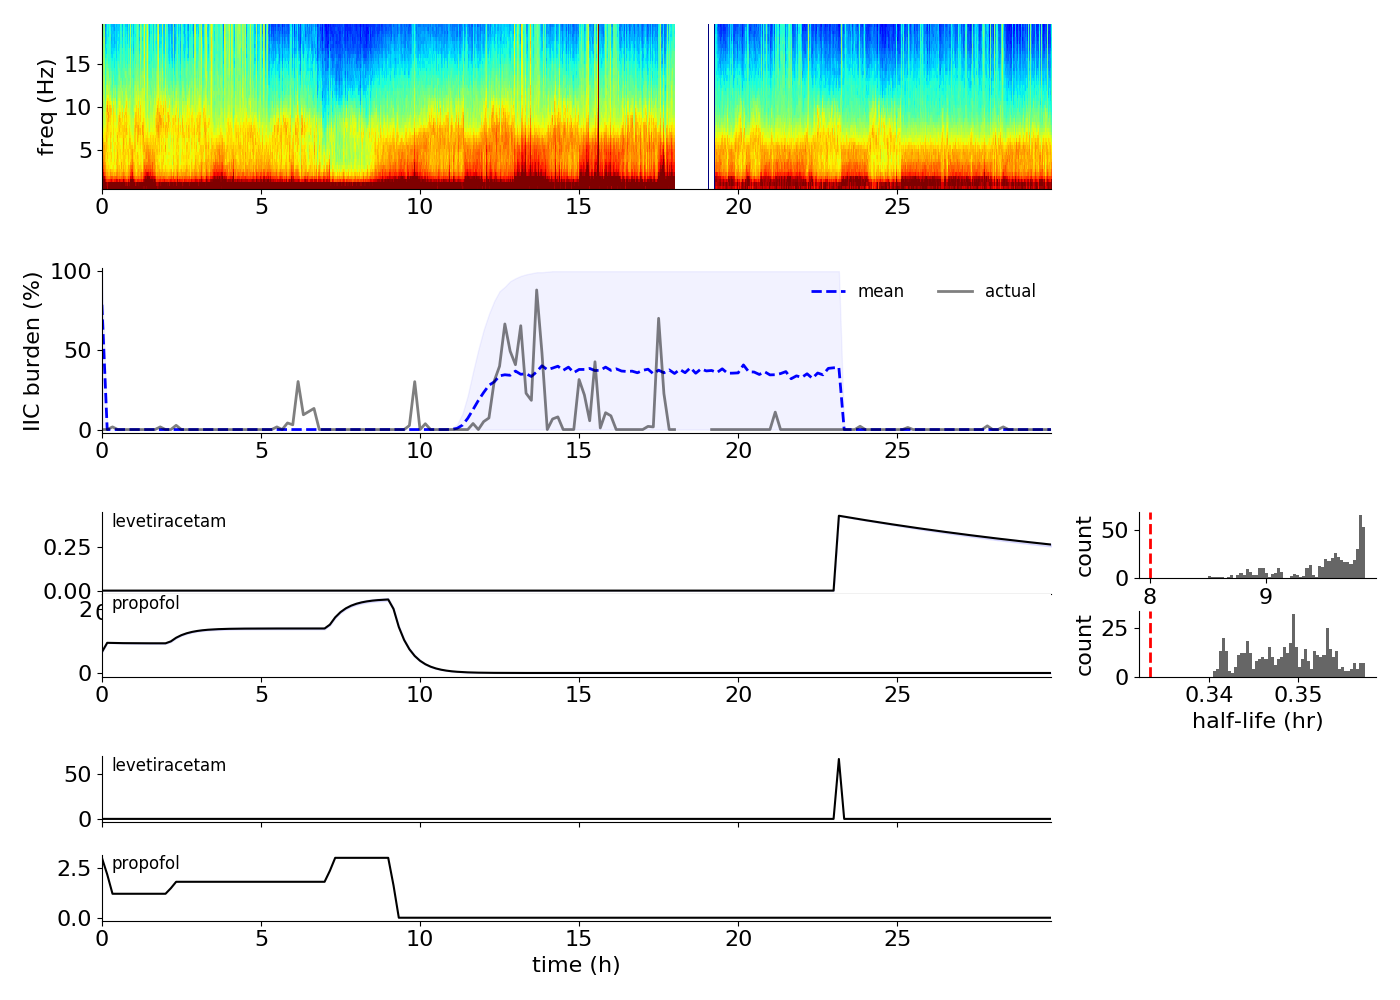 freq (Hz)
15
10
5
0 5 10 15 20 25
IIC burden (%)
100
50
0
mean actual
0 5 10 15 20 25
levetiracetam
0.25
0.00
count
50
0
8 9
propofol
2
0
0 5 10 15 20 25
count
25
0
0.34 0.35
half-life (hr)
levetiracetam
50
0
propofol
2.5
0.0
0 5 10 15 20 25
time (h)